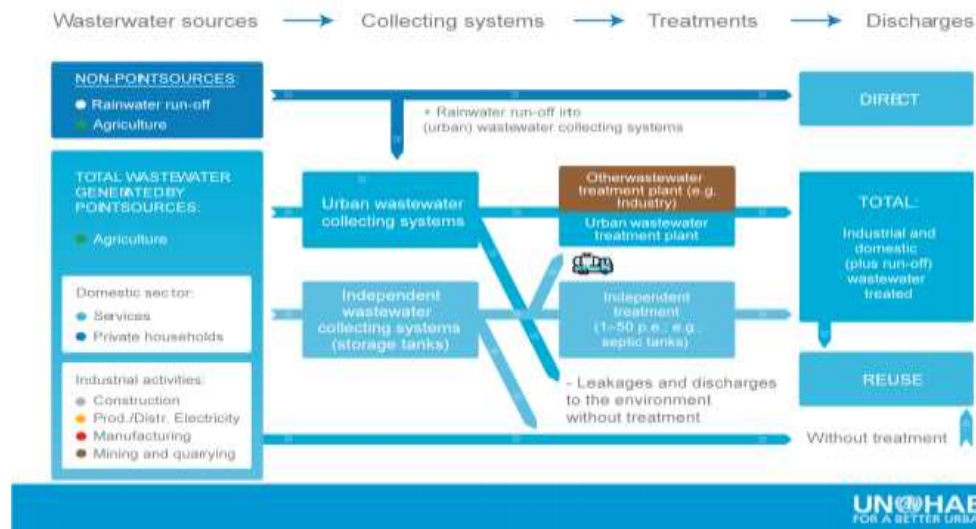 Wasterwater sources
Collecting systems
Treatments
Discharges
NON-POINTSOURCES:
Rainwater run-off
Agriculture
+ Rainwater run-off into
(urban) wastewater collecting systems
DIRECT
TOTAL WASTEWATER
GENERATED BY
POINTSOURCES:
Agriculture
Urban wastewater
collecting systems
Otherwastewater
treatment plant (e.g.
Industry)
Urban wastewater
treatment plant
TOTAL:
Industrial and
domestic
(plus run-off)
wastewater
treated
Domestic sector:
Services
Private households
Independent
wastewater
collecting systems
(storage tanks)
Independent
treatment
(1-50 p.e.; e.g.,
septic tanks)
Industrial activities:
Construction
Prod./Distr. Electricity
Manufacturing
Mining and quarrying
- Leakages and discharges
to the environment
without treatment
REUSE
Without treatment
UN HAB
FOR A BETTER URBA